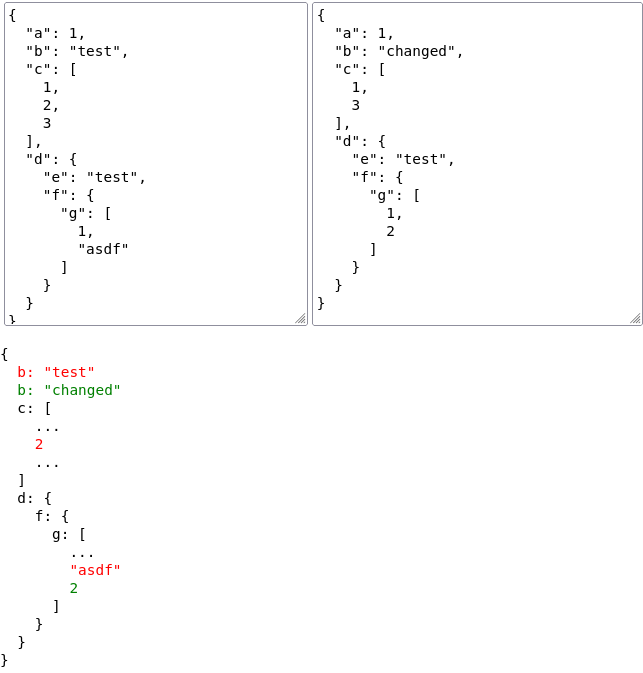 {
  "a": 1,
  "b": "test",
  "c": [
    1,
    2,
    3
  ],
  "d": {
    "e": "test",
    "f": {
      "g": [
        1,
        "asdf"
      ]
    }
  }
}
{
  "a": 1,
  "b": "changed",
  "c": [
    1,
    3
  ],
  "d": {
    "e": "test",
    "f": {
      "g": [
        1,
        2
      ]
    }
  }
}
{
  b: "test"
  b: "changed"
  c: [
    ...
    2
    ...
  ]
  d: {
    f: {
      g: [
        ...
        "asdf"
        2
      ]
    }
  }
}